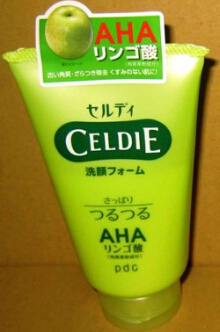 AHA
リンゴ酸
古い角質・ざらつき除去 くすみのない肌に!
セルディ
CELDIE
洗顔フォーム
さっぱり
つるつる
AHA
リンゴ酸
pdc